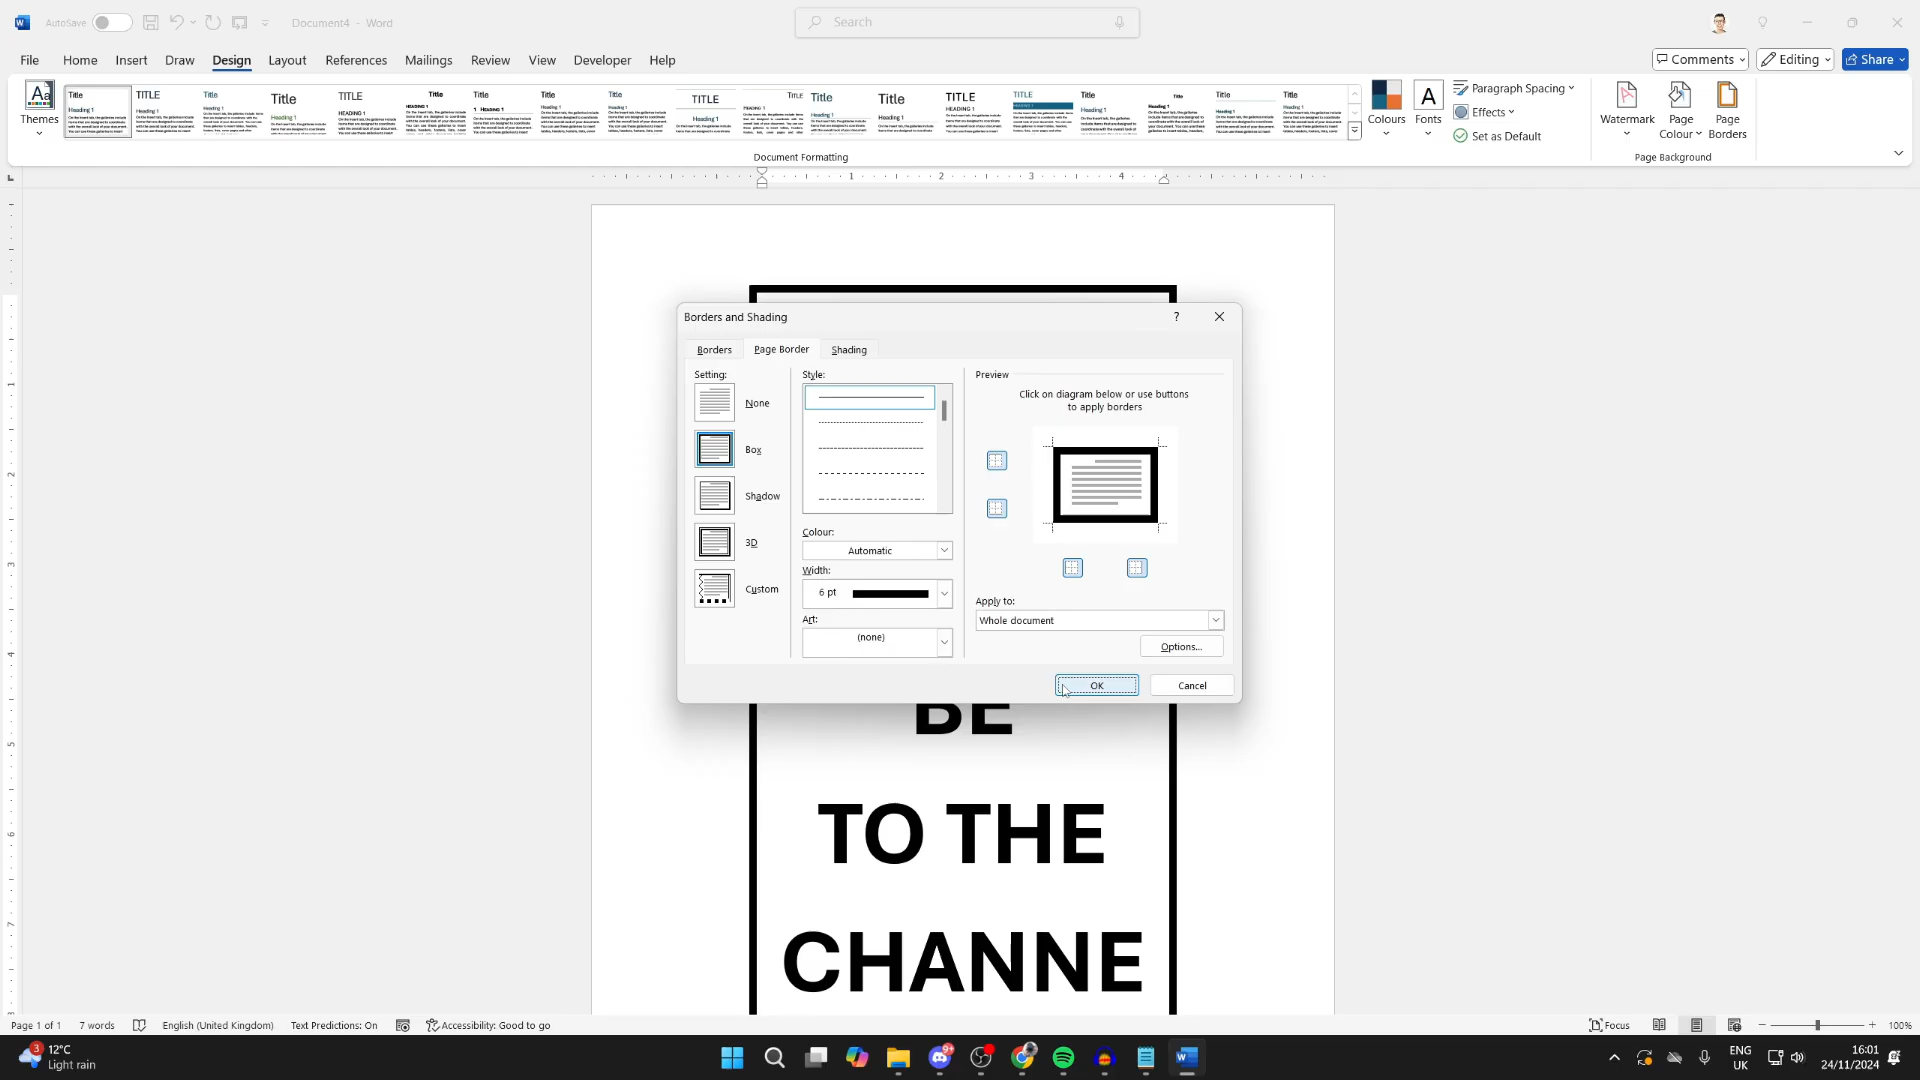 AutoSave
Document4 - Word
Search
File Home Insert Draw Design Layout References Mailings Review View Developer Help
Comments Editing Share
Themes
Colours
Fonts
Paragraph Spacing
Effects
Set as Default
Watermark
Page Colour
Page Borders
Document Formatting
Page Background
1 2 3 4
Borders and Shading ?
Borders Page Border Shading
Setting:
None
Box
Shadow
3D
Custom
Style:
Colour:
Automatic
Width:
6 pt
Art:
(none)
Preview
Click on diagram below or use buttons
to apply borders
Apply to:
Whole document
Options...
OK Cancel
BE
TO THE
CHANNE
Page 1 of 1 7 words English (United Kingdom) Text Predictions: On Accessibility: Good to go
Focus 100%
3 12°C
Light rain
ENG
UK
16:01
24/11/2024